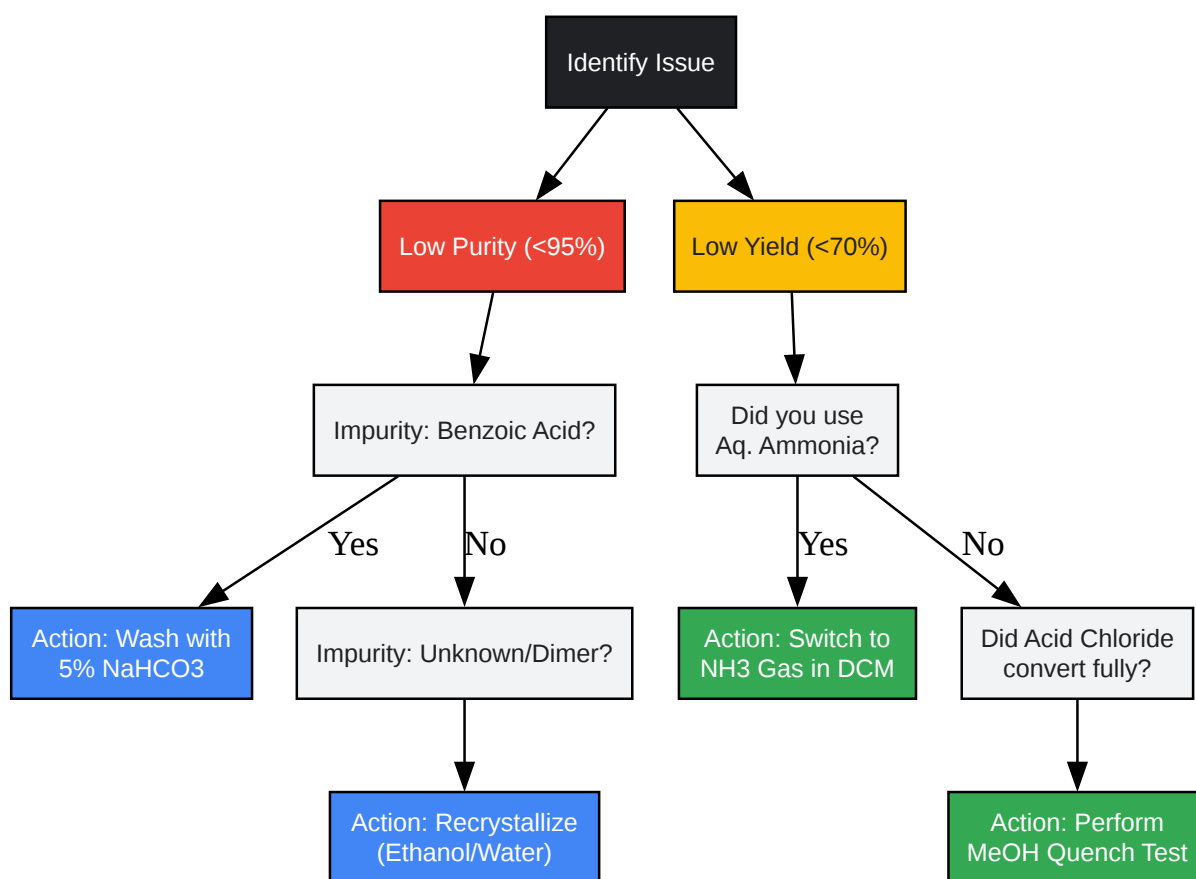 Identify Issue
Low Purity (<95%)
Low Yield (<70%)
Impurity: Benzoic Acid?
Did you use
Aq. Ammonia?
Yes
No
Yes
No
Action: Wash with
5% NaHCO3
Impurity: Unknown/Dimer?
Action: Switch to
NH3 Gas in DCM
Did Acid Chloride
convert fully?
Action: Recrystallize
(Ethanol/Water)
Action: Perform
MeOH Quench Test